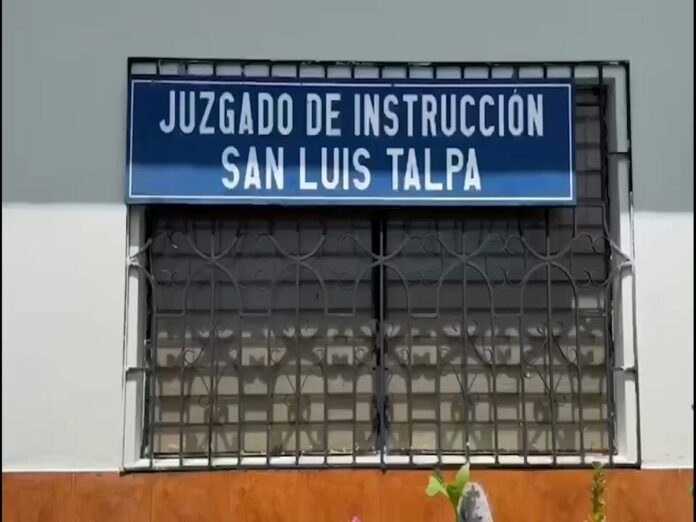 JUZGADO DE INSTRUCCIÓN
SAN LUIS TALPA